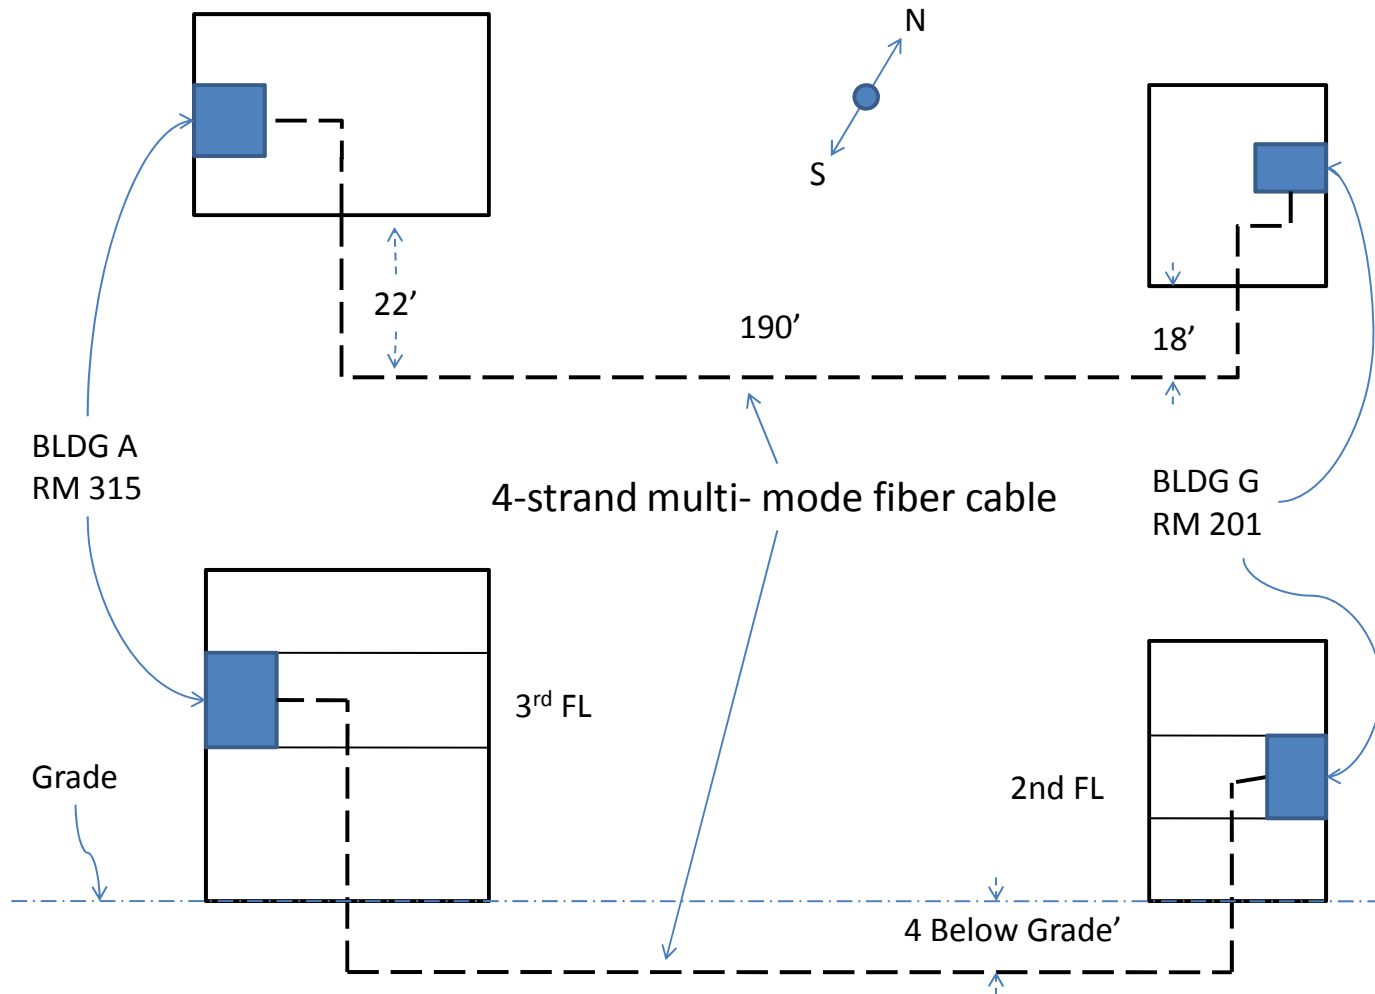 N
S
22’
190’
18’
BLDG A
RM 315
4-strand multi- mode fiber cable
BLDG G
RM 201
3rd FL
Grade
2nd FL
4 Below Grade’